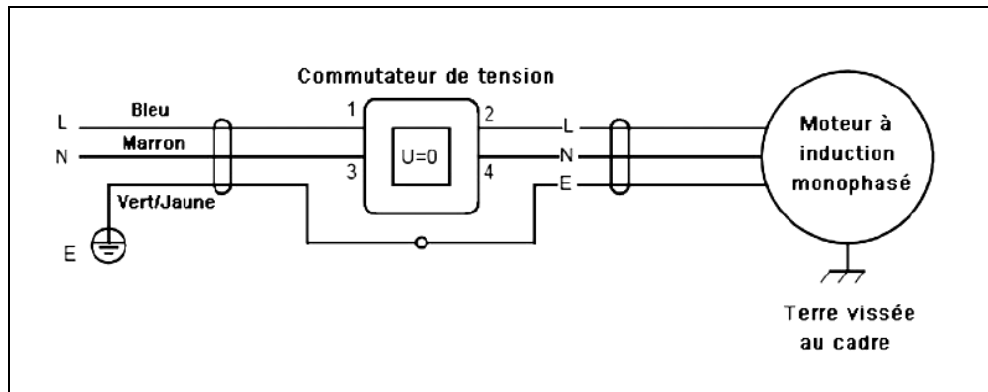 Commutateur de tension
L
Bleu
1
2
L
N
Marron
3
U=0
4
N
E
Vert/Jaune
E
Moteur à
induction
monophasé
Terre vissée
au cadre